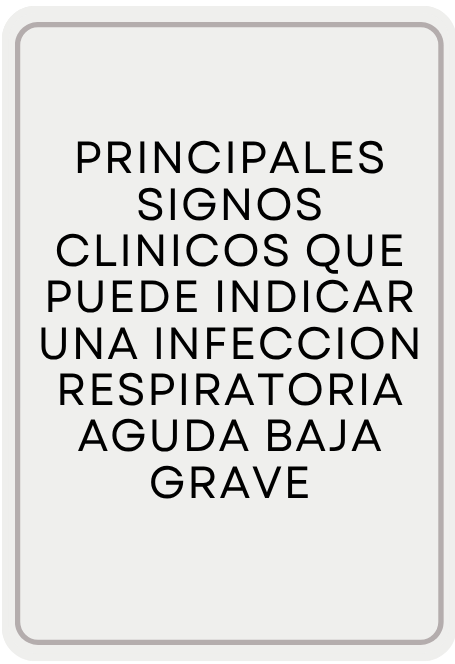 PRINCIPALES
SIGNOS
CLINICOS QUE
PUEDE INDICAR
UNA INFECCION
RESPIRATORIA
AGUDA BAJA
GRAVE